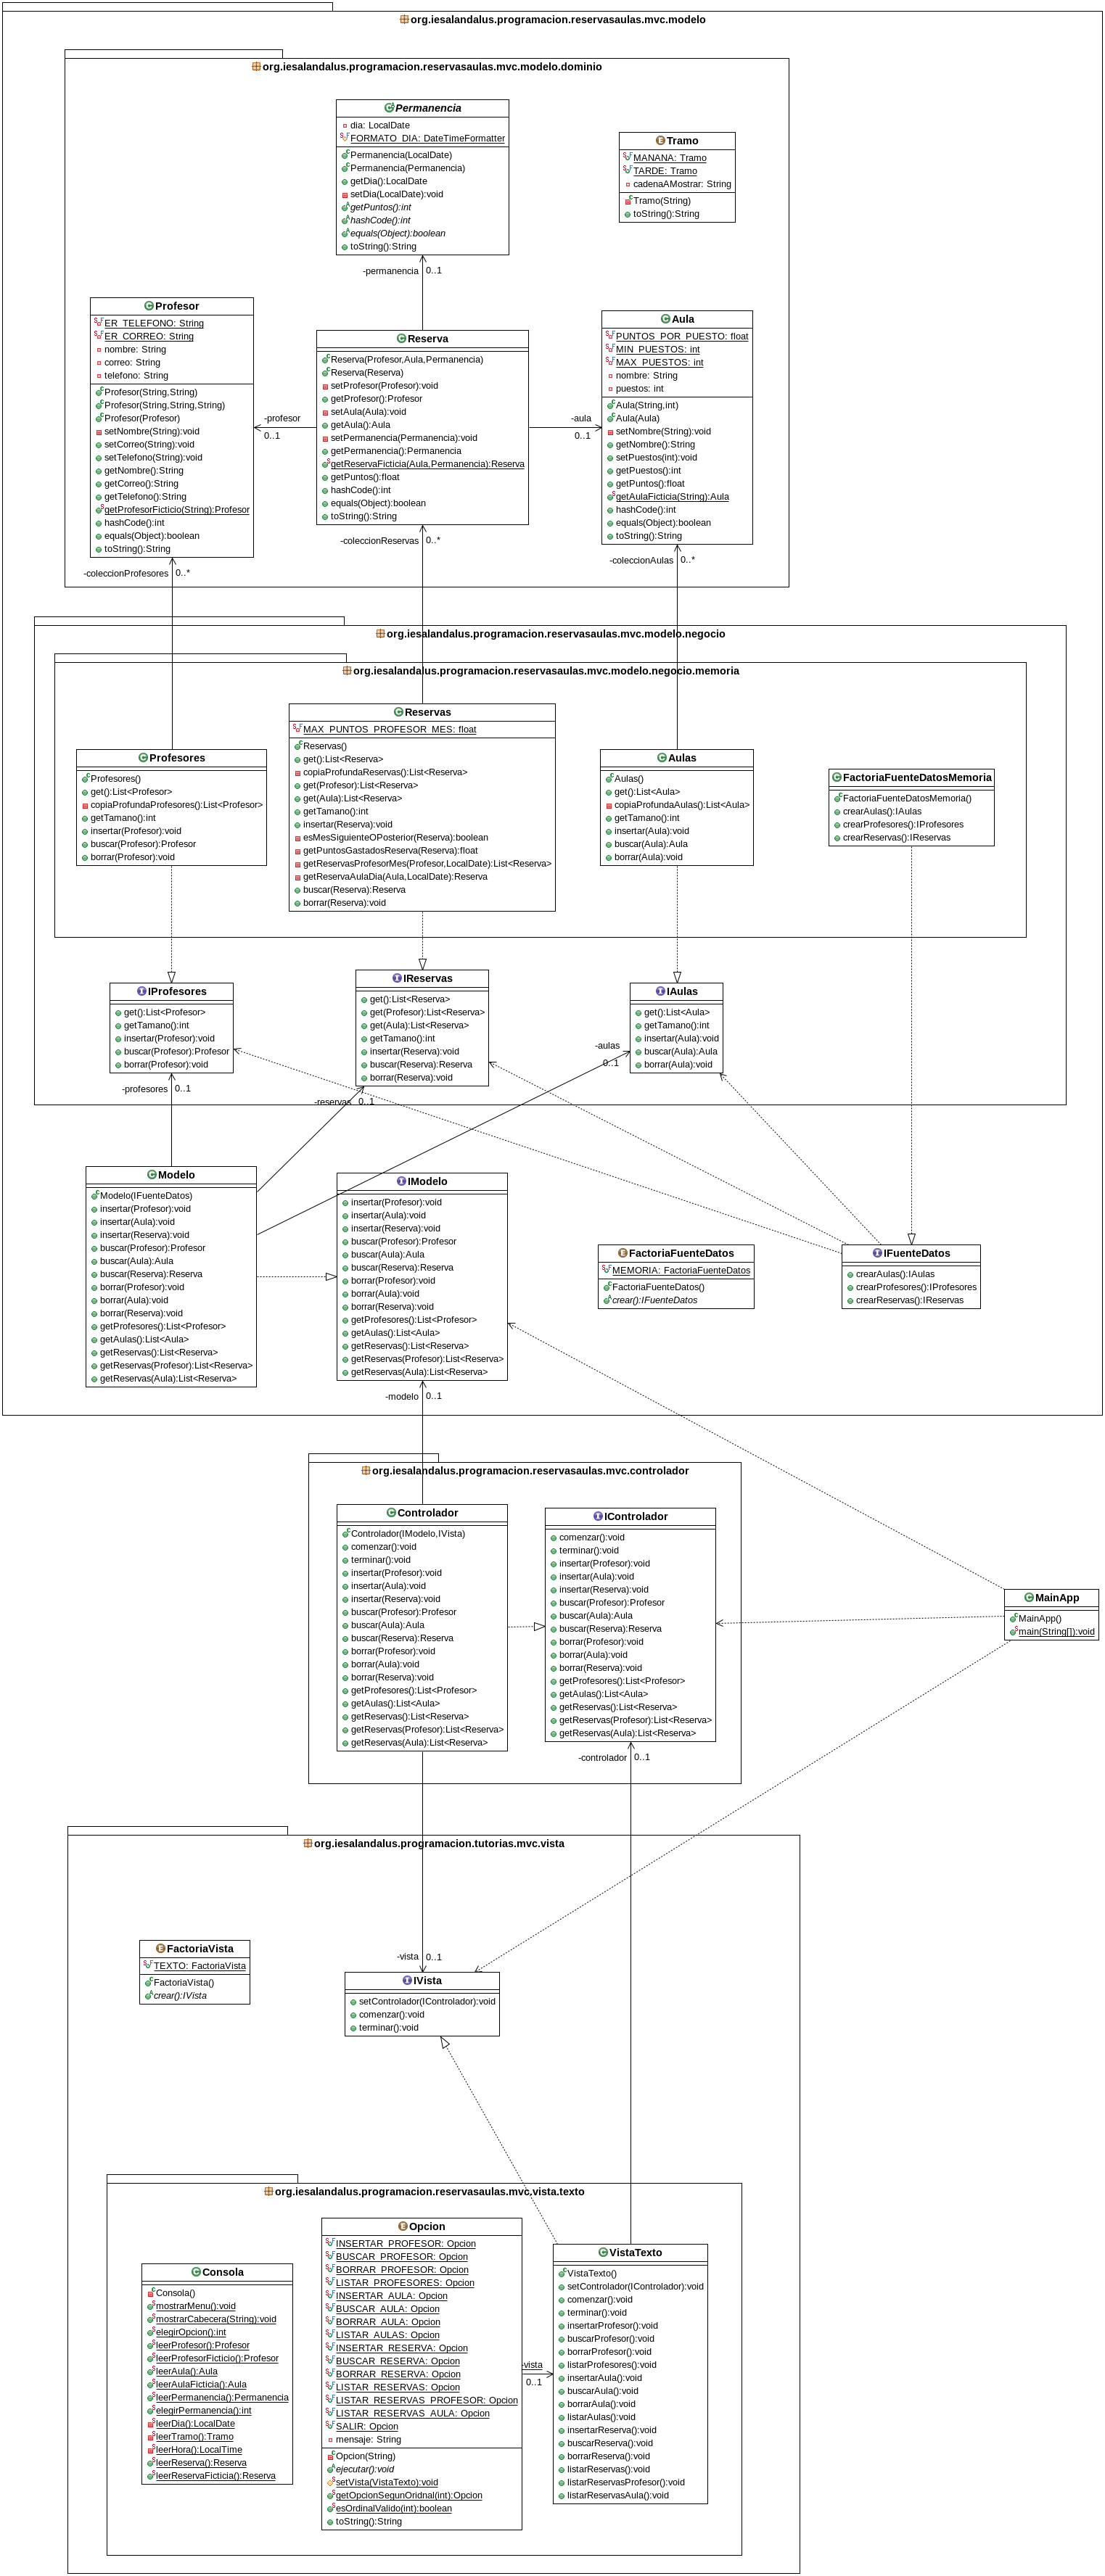 org.iesalandalus.programacion.reservasaulas.mvc.modelo
org.iesalandalus.programacion.reservasaulas.mvc.modelo.dominio
Permanencia
dia: LocalDate
FORMATO_DIA: DateTimeFormatter
Permanencia(LocalDate)
Permanencia(Permanencia)
getDia():LocalDate
setDia(LocalDate):void
getPuntos():int
hashCode():int
equals(Object):boolean
toString():String
Tramo
MANANA: Tramo
TARDE: Tramo
cadenaAMostrar: String
Tramo(String)
toString():String
-permanencia
0..1
Profesor
ER_TELEFONO: String
ER_CORREO: String
nombre: String
correo: String
telefono: String
Profesor(String,String)
Profesor(String,String,String)
Profesor(Profesor)
setNombre(String):void
setCorreo(String):void
setTelefono(String):void
getNombre():String
getCorreo():String
getTelefono():String
getProfesorFicticio(String):Profesor
hashCode():int
equals(Object):boolean
toString():String
-profesor
0..1
Reserva
Reserva(Profesor,Aula,Permanencia)
Reserva(Reserva)
setProfesor(Profesor):void
getProfesor():Profesor
setAula(Aula):void
getAula():Aula
setPermanencia(Permanencia):void
getPermanencia():Permanencia
getReservaFicticia(Aula,Permanencia):Reserva
getPuntos():float
hashCode():int
equals(Object):boolean
toString():String
-aula
0..1
Aula
PUNTOS_POR_PUESTO: float
MIN_PUESTOS: int
MAX_PUESTOS: int
nombre: String
puestos: int
Aula(String,int)
Aula(Aula)
setNombre(String):void
getNombre():String
setPuestos(int):void
getPuestos():int
getPuntos():float
getAulaFicticia(String):Aula
hashCode():int
equals(Object):boolean
toString():String
-coleccionProfesores
0..*
-coleccionReservas
0..*
-coleccionAulas
0..*
org.iesalandalus.programacion.reservasaulas.mvc.modelo.negocio
org.iesalandalus.programacion.reservasaulas.mvc.modelo.negocio.memoria
Profesores
Profesores()
get():List<Profesor>
copiaProfundaProfesores():List<Profesor>
getTamano():int
insertar(Profesor):void
buscar(Profesor):Profesor
borrar(Profesor):void
Reservas
MAX_PUNTOS_PROFESOR_MES: float
Reservas()
get():List<Reserva>
copiaProfundaReservas():List<Reserva>
get(Profesor):List<Reserva>
get(Aula):List<Reserva>
getTamano():int
insertar(Reserva):void
esMesSiguienteOPosterior(Reserva):boolean
getPuntosGastadosReserva(Reserva):float
getReservasProfesorMes(Profesor,LocalDate):List<Reserva>
getReservaAulaDia(Aula,LocalDate):Reserva
buscar(Reserva):Reserva
borrar(Reserva):void
Aulas
Aulas()
get():List<Aula>
copiaProfundaAulas():List<Aula>
getTamano():int
insertar(Aula):void
buscar(Aula):Aula
borrar(Aula):void
FactoriaFuenteDatosMemoria
FactoriaFuenteDatosMemoria()
crearAulas():IAulas
crearProfesores():IProfesores
crearReservas():IReservas
IProfesores
get():List<Profesor>
getTamano():int
insertar(Profesor):void
buscar(Profesor):Profesor
borrar(Profesor):void
IReservas
get():List<Reserva>
get(Profesor):List<Reserva>
get(Aula):List<Reserva>
getTamano():int
insertar(Reserva):void
buscar(Reserva):Reserva
borrar(Reserva):void
IAulas
get():List<Aula>
getTamano():int
insertar(Aula):void
buscar(Aula):Aula
borrar(Aula):void
-aulas
0..1
-profesores
0..1
-reservas
0..1
Modelo
Modelo(IFuenteDatos)
insertar(Profesor):void
insertar(Aula):void
insertar(Reserva):void
buscar(Profesor):Profesor
buscar(Aula):Aula
buscar(Reserva):Reserva
borrar(Profesor):void
borrar(Aula):void
borrar(Reserva):void
getProfesores():List<Profesor>
getAulas():List<Aula>
getReservas():List<Reserva>
getReservas(Profesor):List<Reserva>
getReservas(Aula):List<Reserva>
IModelo
insertar(Profesor):void
insertar(Aula):void
insertar(Reserva):void
buscar(Profesor):Profesor
buscar(Aula):Aula
buscar(Reserva):Reserva
borrar(Profesor):void
borrar(Aula):void
borrar(Reserva):void
getProfesores():List<Profesor>
getAulas():List<Aula>
getReservas():List<Reserva>
getReservas(Profesor):List<Reserva>
getReservas(Aula):List<Reserva>
FactoriaFuenteDatos
MEMORIA: FactoriaFuenteDatos
FactoriaFuenteDatos()
crear():IFuenteDatos
IFuenteDatos
crearAulas():IAulas
crearProfesores():IProfesores
crearReservas():IReservas
-modelo
0..1
org.iesalandalus.programacion.reservasaulas.mvc.controlador
Controlador
Controlador(IModelo,IVista)
comenzar():void
terminar():void
insertar(Profesor):void
insertar(Aula):void
insertar(Reserva):void
buscar(Profesor):Profesor
buscar(Aula):Aula
buscar(Reserva):Reserva
borrar(Profesor):void
borrar(Aula):void
borrar(Reserva):void
getProfesores():List<Profesor>
getAulas():List<Aula>
getReservas():List<Reserva>
getReservas(Profesor):List<Reserva>
getReservas(Aula):List<Reserva>
IControlador
comenzar():void
terminar():void
insertar(Profesor):void
insertar(Aula):void
insertar(Reserva):void
buscar(Profesor):Profesor
buscar(Aula):Aula
buscar(Reserva):Reserva
borrar(Profesor):void
borrar(Aula):void
borrar(Reserva):void
getProfesores():List<Profesor>
getAulas():List<Aula>
getReservas():List<Reserva>
getReservas(Profesor):List<Reserva>
getReservas(Aula):List<Reserva>
MainApp
MainApp()
main(String[]):void
-controlador
0..1
org.iesalandalus.programacion.tutorias.mvc.vista
FactoriaVista
TEXTO: FactoriaVista
FactoriaVista()
crear():IVista
-vista
0..1
IVista
setControlador(IControlador):void
comenzar():void
terminar():void
org.iesalandalus.programacion.reservasaulas.mvc.vista.texto
Consola
Consola()
mostrarMenu():void
mostrarCabecera(String):void
elegirOpcion():int
leerProfesor():Profesor
leerProfesorFicticio():Profesor
leerAula():Aula
leerAulaFicticia():Aula
leerPermanencia():Permanencia
elegirPermanencia():int
leerDia():LocalDate
leerTramo():Tramo
leerHora():LocalTime
leerReserva():Reserva
leerReservaFicticia():Reserva
Opcion
INSERTAR_PROFESOR: Opcion
BUSCAR_PROFESOR: Opcion
BORRAR_PROFESOR: Opcion
LISTAR_PROFESORES: Opcion
INSERTAR_AULA: Opcion
BUSCAR_AULA: Opcion
BORRAR_AULA: Opcion
LISTAR_AULAS: Opcion
INSERTAR_RESERVA: Opcion
BUSCAR_RESERVA: Opcion
BORRAR_RESERVA: Opcion
LISTAR_RESERVAS: Opcion
LISTAR_RESERVAS_PROFESOR: Opcion
LISTAR_RESERVAS_AULA: Opcion
SALIR: Opcion
mensaje: String
Opcion(String)
ejecutar():void
setVista(VistaTexto):void
getOpcionSegunOridnal(int):Opcion
esOrdinalValido(int):boolean
toString():String
-vista
0..1
VistaTexto
VistaTexto()
setControlador(IControlador):void
comenzar():void
terminar():void
insertarProfesor():void
buscarProfesor():void
borrarProfesor():void
listarProfesores():void
insertarAula():void
buscarAula():void
borrarAula():void
listarAulas():void
insertarReserva():void
buscarReserva():void
borrarReserva():void
listarReservas():void
listarReservasProfesor():void
listarReservasAula():void